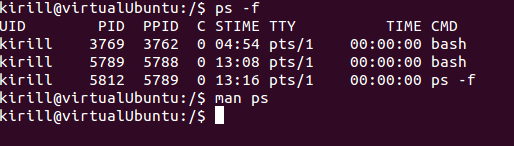 kirill@virtualUbuntu:/$ ps -f
UID        PID  PPID  C STIME TTY          TIME CMD
kirill    3769  3762  0 04:54 pts/1    00:00:00 bash
kirill    5789  5788  0 13:08 pts/1    00:00:00 bash
kirill    5812  5789  0 13:16 pts/1    00:00:00 ps -f
kirill@virtualUbuntu:/$ man ps
kirill@virtualUbuntu:/$